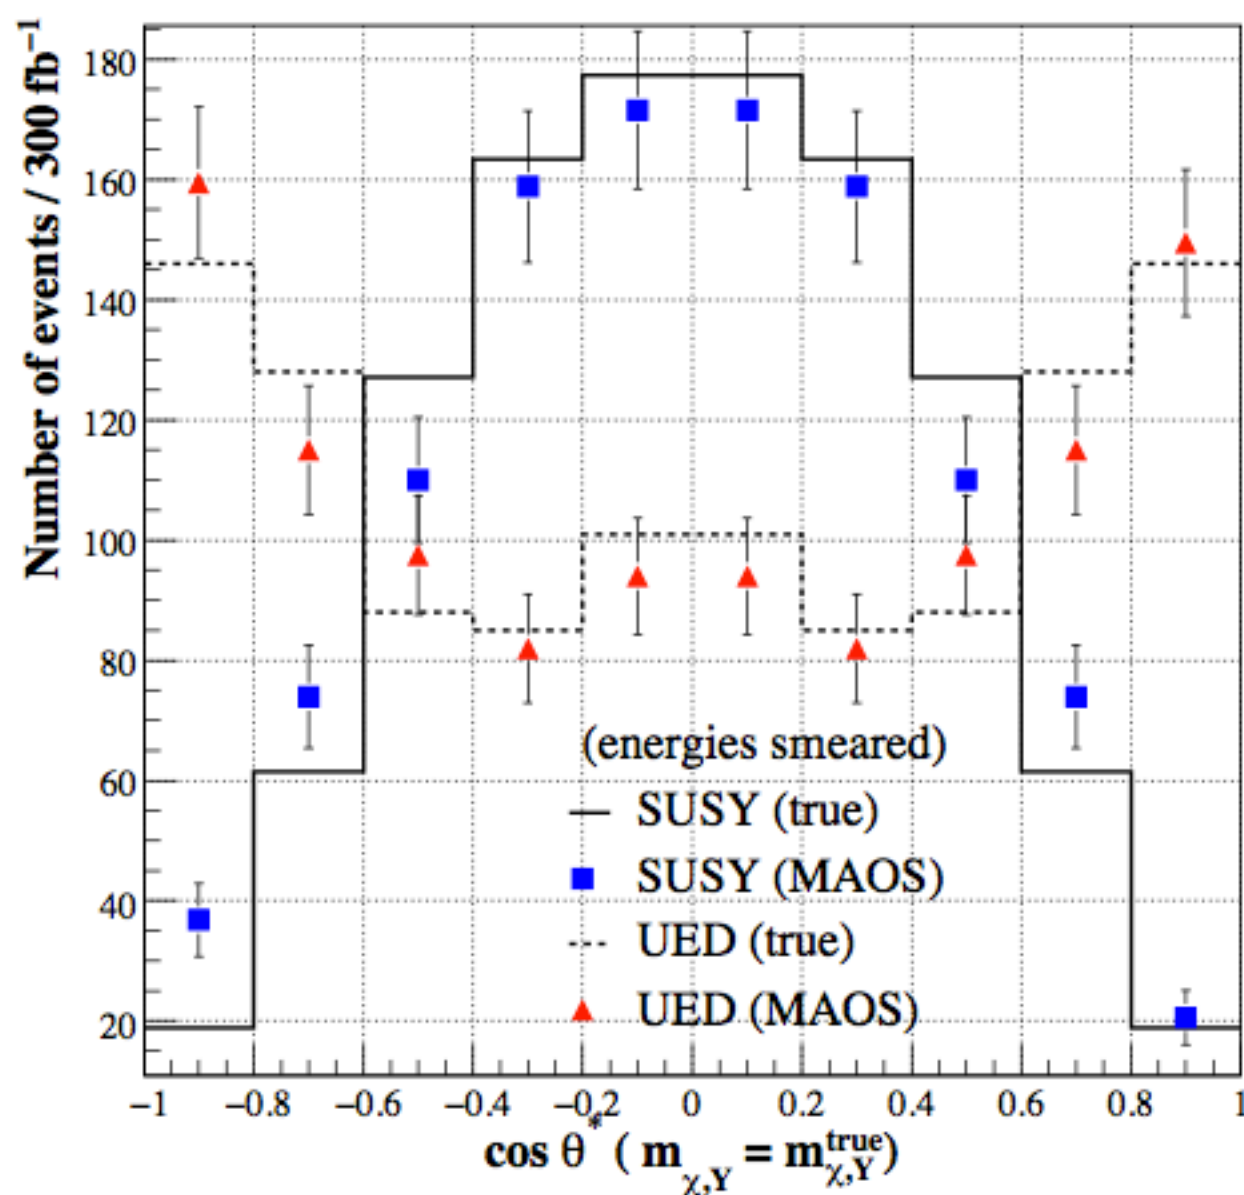 Number of events / 300 fb⁻¹
180
160
140
120
100
80
60
40
20
(energies smeared)
SUSY (true)
SUSY (MAOS)
UED (true)
UED (MAOS)
−1 −0.8 −0.6 −0.4 −0.2 0 0.2 0.4 0.6 0.8 1
cos θ* ( m_χ,Y = m_χ,Y^true)